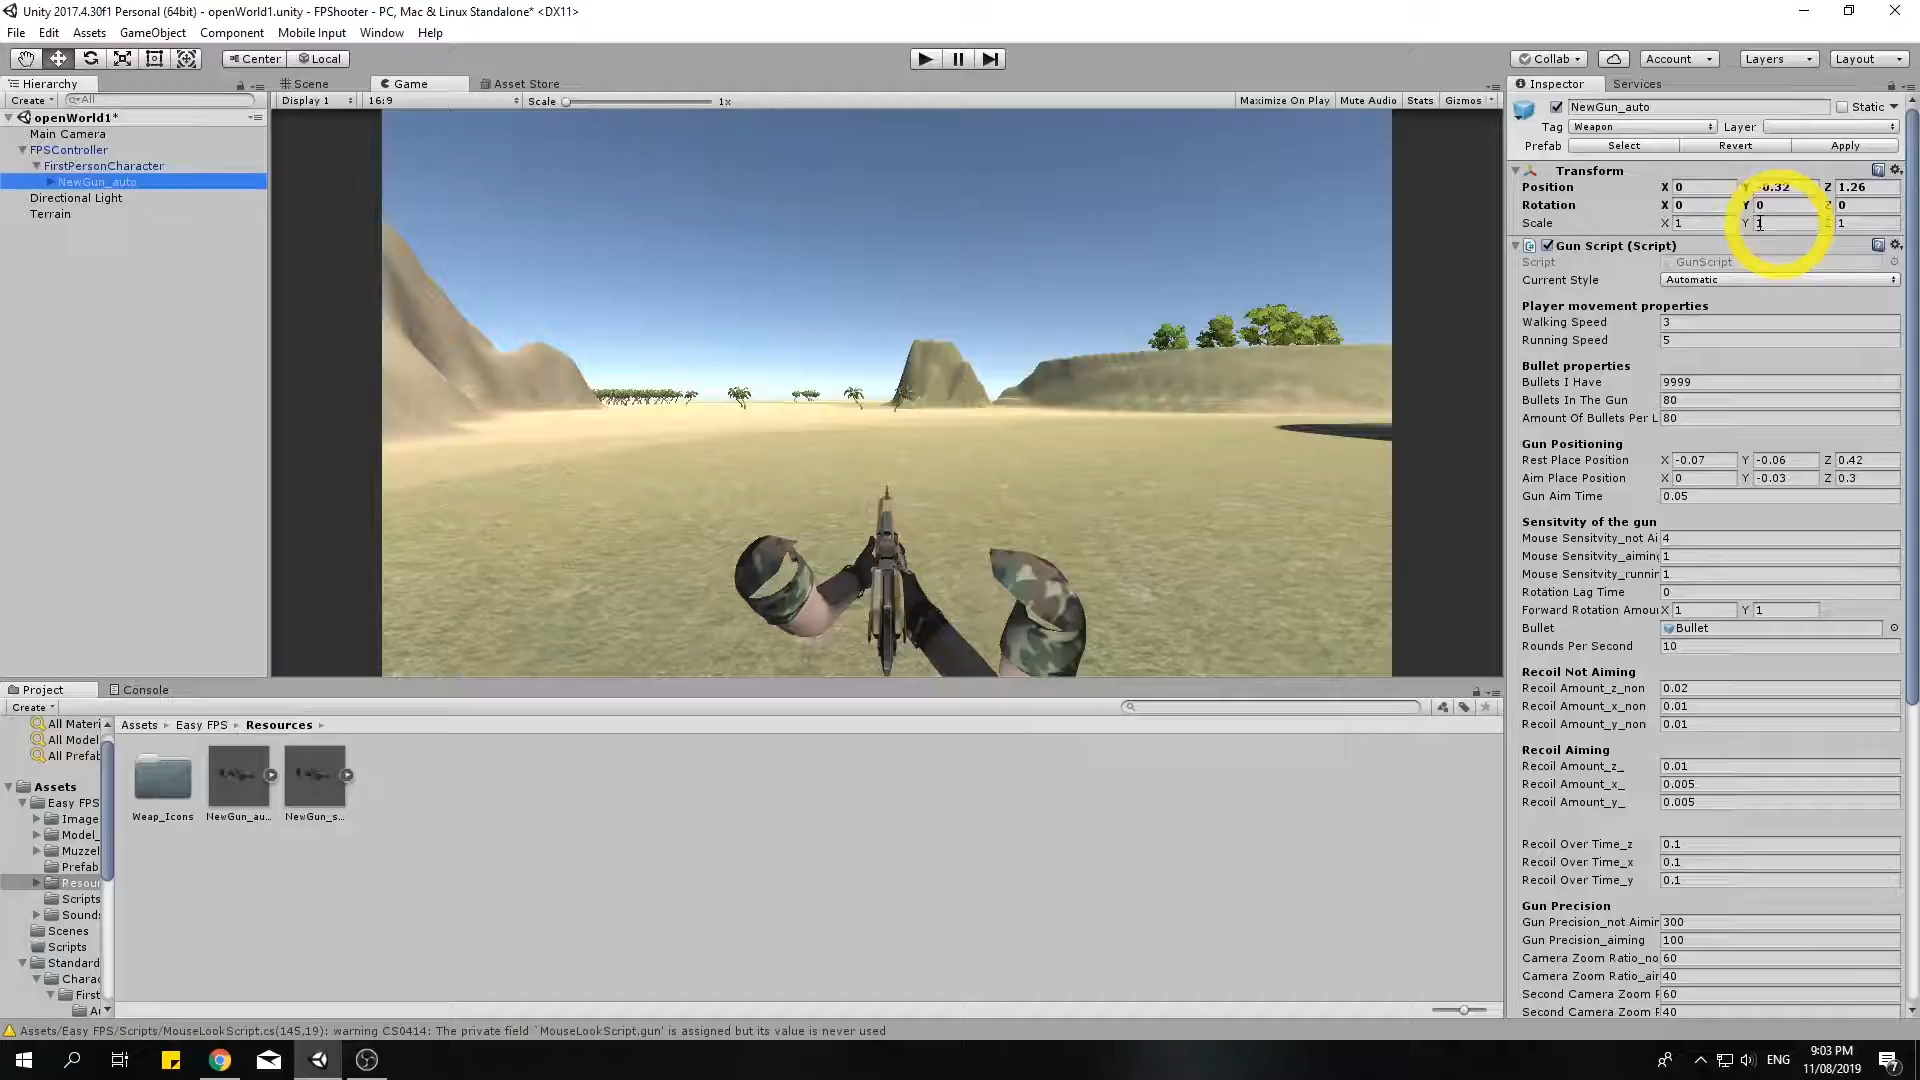 Unity 2017.4.30f1 Personal (64bit) - openWorld1.unity - FPShooter - PC, Mac & Linux Standalone* <DX11>
File Edit Assets GameObject Component Mobile Input Window Help
Center Local Collab Account Layers Layout
Hierarchy Scene Game Asset Store Inspector Services
Create All Display 1 16:9 Scale 1x Maximize On Play Mute Audio Stats Gizmos
NewGun_auto Static
openWorld1*
Main Camera
FPSController
FirstPersonCharacter
NewGun_auto
Directional Light
Terrain
Tag Weapon Layer
Prefab Select Revert Apply
Transform
Position X 0 Y -0.32 Z 1.26
Rotation X 0 Y 0 Z 0
Scale X 1 Y 1 Z 1
Gun Script (Script)
Script GunScript
Current Style Automatic
Player movement properties
Walking Speed 3
Running Speed 5
Bullet properties
Bullets I Have 9999
Bullets In The Gun 80
Amount Of Bullets Per L 80
Gun Positioning
Rest Place Position X -0.07 Y -0.06 Z 0.42
Aim Place Position X 0 Y -0.03 Z 0.3
Gun Aim Time 0.05
Sensitvity of the gun
Mouse Sensitvity_not Ai 4
Mouse Sensitvity_aiming 1
Mouse Sensitvity_runnin 1
Rotation Lag Time 0
Forward Rotation Amou X 1 Y 1
Bullet Bullet
Rounds Per Second 10
Recoil Not Aiming
Recoil Amount_z_non 0.02
Recoil Amount_x_non 0.01
Recoil Amount_y_non 0.01
Recoil Aiming
Recoil Amount_z_ 0.01
Recoil Amount_x_ 0.005
Recoil Amount_y_ 0.005
Recoil Over Time_z 0.1
Recoil Over Time_x 0.1
Recoil Over Time_y 0.1
Gun Precision
Gun Precision_not Aimin 300
Gun Precision_aiming 100
Camera Zoom Ratio_no 60
Camera Zoom Ratio_air 40
Second Camera Zoom F 60
Second Camera Zoom F 40
Project Console
Create
All Materi
All Model
All Prefab
Assets
Easy FPS
Image
Model_
Muzzel
Prefab
Resour
Scripts
Sounds
Scenes
Scripts
Standard
Charac
First
Au
Assets Easy FPS Resources
Weap_Icons NewGun_au... NewGun_s...
Assets/Easy FPS/Scripts/MouseLookScript.cs(145,19): warning CS0414: The private field `MouseLookScript.gun' is assigned but its value is never used
ENG 9:03 PM
11/08/2019
7